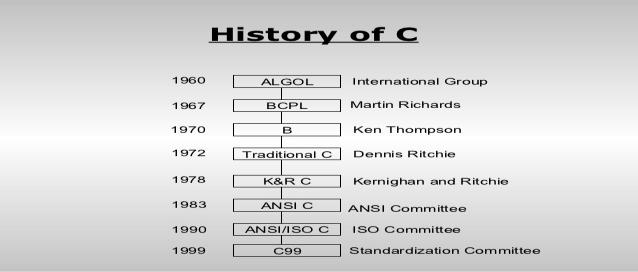 History of C
1960 ALGOL International Group
1967 BCPL Martin Richards
1970 B Ken Thompson
1972 Traditional C Dennis Ritchie
1978 K&R C Kernighan and Ritchie
1983 ANSI C ANSI Committee
1990 ANSI/ISO C ISO Committee
1999 C99 Standardization Committee